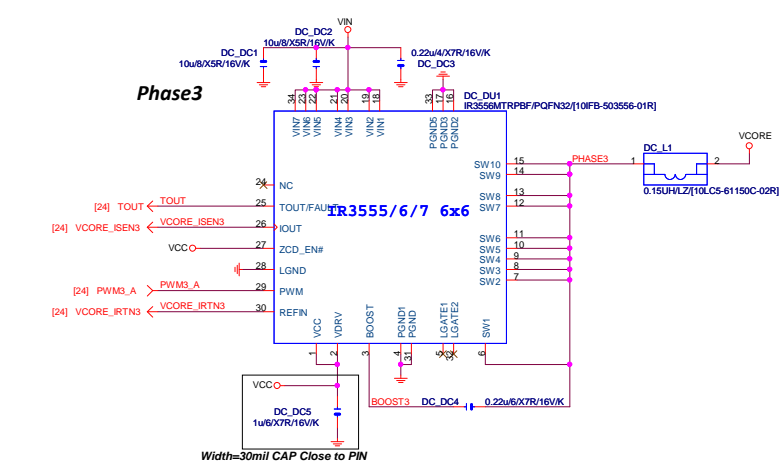 VIN
DC_DC2
10u/8/X5R/16V/K
DC_DC1
10u/8/X5R/16V/K
0.22u/4/X7R/16V/K
DC_DC3
Phase3
DC_DU1
IR3556MTRPBF/PQFN32/[10IFB-503556-01R]
34 23 22 21 20 19 18 33 17 16
VIN7 VIN6 VIN5 VIN4 VIN3 VIN2 VIN1 PGND5 PGND3 PGND2
VCORE
DC_L1
SW10 15 PHASE3 1 2
SW9 14
0.15UH/LZ/[10LC5-61150C-02R]
24 NC
SW8 13
[24] TOUT TOUT 25 TOUT/FAULT
IR3555/6/7 6x6
SW7 12
[24] VCORE_ISEN3 VCORE_ISEN3 26 IOUT
SW6 11
VCC 27 ZCD_EN#
SW5 10
SW4 9
28 LGND
SW3 8
SW2 7
[24] PWM3_A PWM3_A 29 PWM
[24] VCORE_IRTN3 VCORE_IRTN3 30 REFIN
VCC VDRV BOOST PGND1 PGND LGATE1 LGATE2 SW1
1 2 3 4 31 5 32 6
VCC
BOOST3 DC_DC4 0.22u/6/X7R/16V/K
DC_DC5
1u/6/X7R/16V/K
Width=30mil CAP Close to PIN